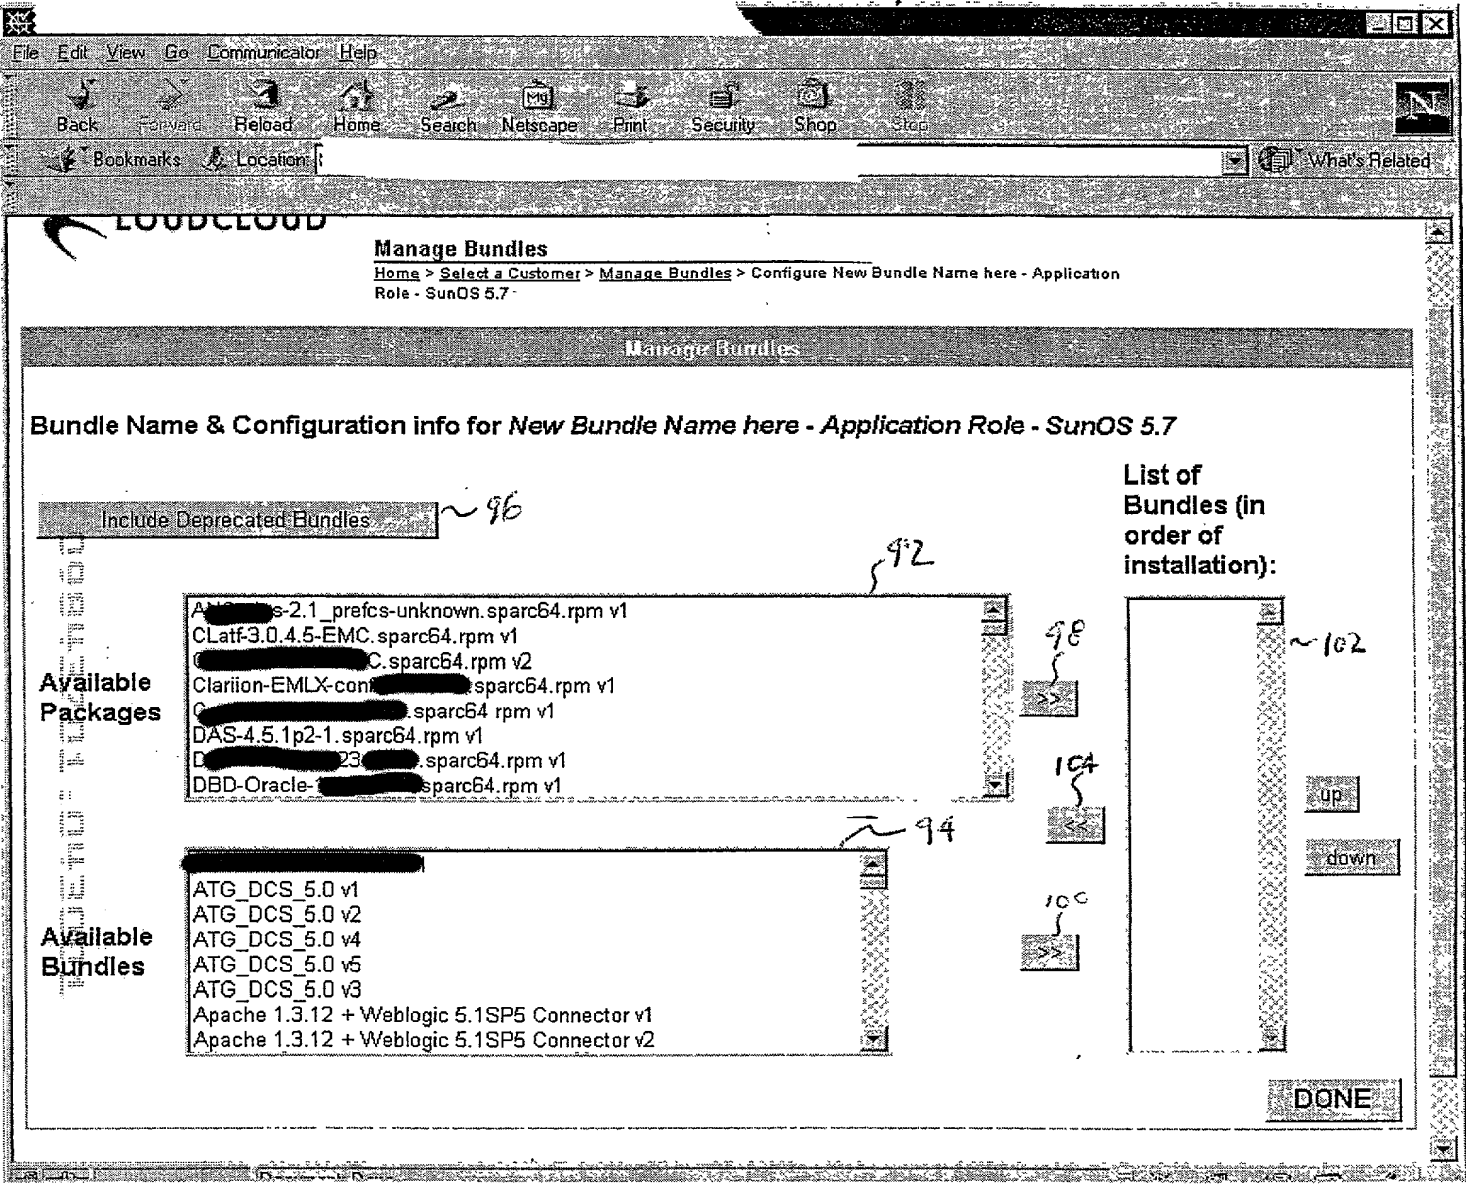 File Edit View Go Communicator Help
Back Forward Reload Home Search Netscape Print Security Shop Stop
Bookmarks Location:
What's Related
LOUDCLOUD
Manage Bundles
Home > Select a Customer > Manage Bundles > Configure New Bundle Name here - Application
Role - SunOS 5.7
Manage Bundles
Bundle Name & Configuration info for New Bundle Name here - Application Role - SunOS 5.7
Include Deprecated Bundles
96
List of
Bundles (in
order of
installation):
92
Available
Packages
s-2.1_prefcs-unknown.sparc64.rpm v1
CLatf-3.0.4.5-EMC.sparc64.rpm v1
C.sparc64.rpm v2
Clariion-EMLX-con sparc64.rpm v1
.sparc64 rpm v1
DAS-4.5.1p2-1.sparc64.rpm v1
D 23 .sparc64.rpm v1
DBD-Oracle- sparc64.rpm v1
98
>>
104
<<
102
up
down
94
Available
Bundles
ATG_DCS_5.0 v1
ATG_DCS_5.0 v2
ATG_DCS_5.0 v4
ATG_DCS_5.0 v5
ATG_DCS_5.0 v3
Apache 1.3.12 + Weblogic 5.1SP5 Connector v1
Apache 1.3.12 + Weblogic 5.1SP5 Connector v2
100
>>
DONE